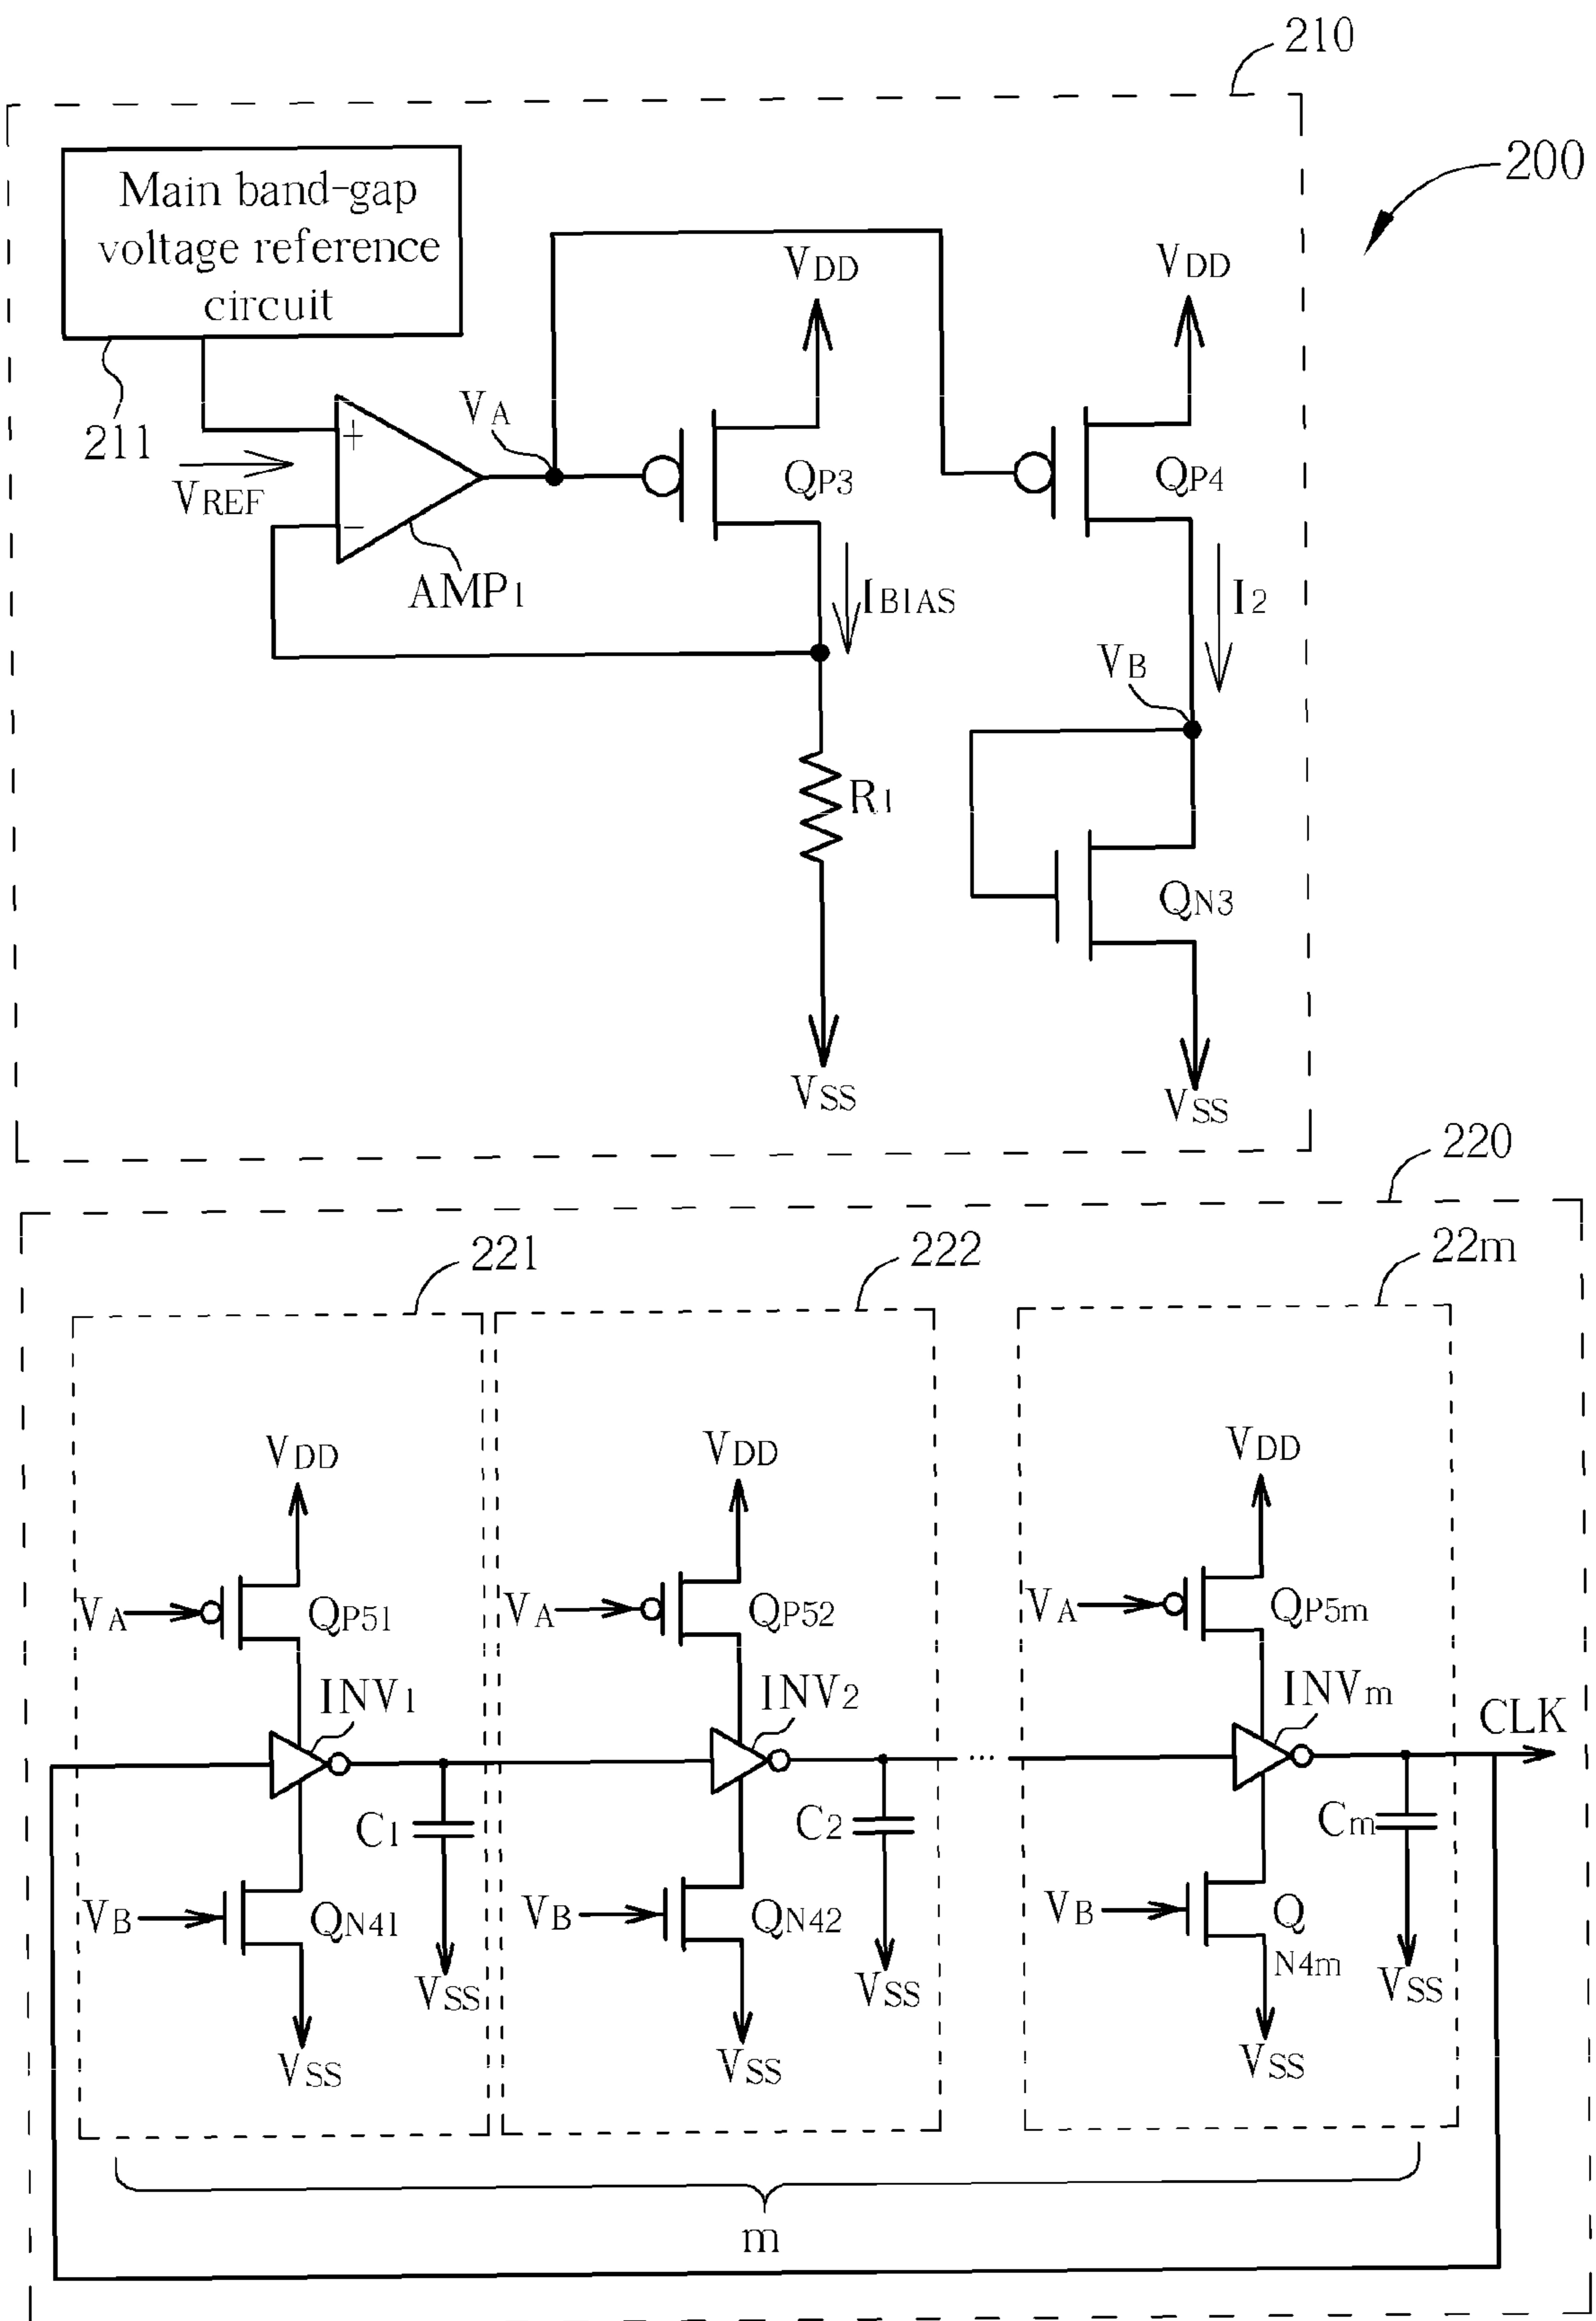 210
200
Main band-gap
voltage reference
circuit
211
VREF
+
−
AMP1
VA
VDD
QP3
IBIAS
R1
VSS
VDD
QP4
I2
VB
QN3
VSS
220
221
222
22m
VDD
VA
QP51
INV1
C1
VB
QN41
VSS
VSS
VDD
VA
QP52
INV2
C2
VB
QN42
VSS
VSS
...
VDD
VA
QP5m
INVm
CLK
Cm
VB
Q
N4m
VSS
VSS
m